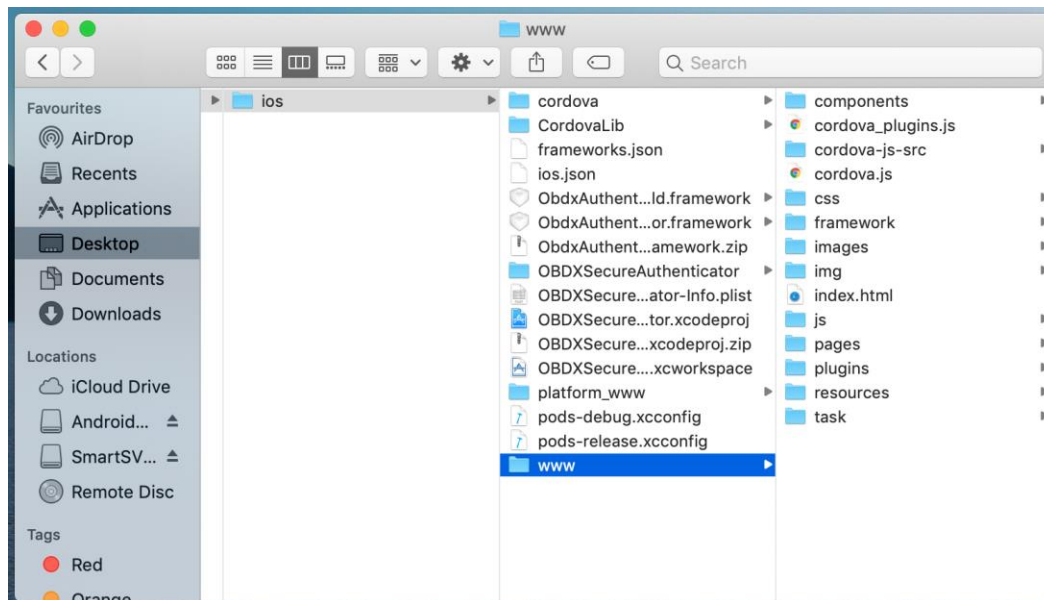 www
Search
Favourites
AirDrop
Recents
Applications
Desktop
Documents
Downloads
Locations
iCloud Drive
Android...
SmartSV...
Remote Disc
Tags
Red
Orange
ios
cordova
CordovaLib
frameworks.json
ios.json
ObdxAuthent...ld.framework
ObdxAuthent...or.framework
ObdxAuthent...amework.zip
OBDXSecureAuthenticator
OBDXSecure...ator-Info.plist
OBDXSecure...tor.xcodeproj
OBDXSecure...xcodeproj.zip
OBDXSecure....xcworkspace
platform_www
pods-debug.xcconfig
pods-release.xcconfig
www
components
cordova_plugins.js
cordova-js-src
cordova.js
css
framework
images
img
index.html
js
pages
plugins
resources
task